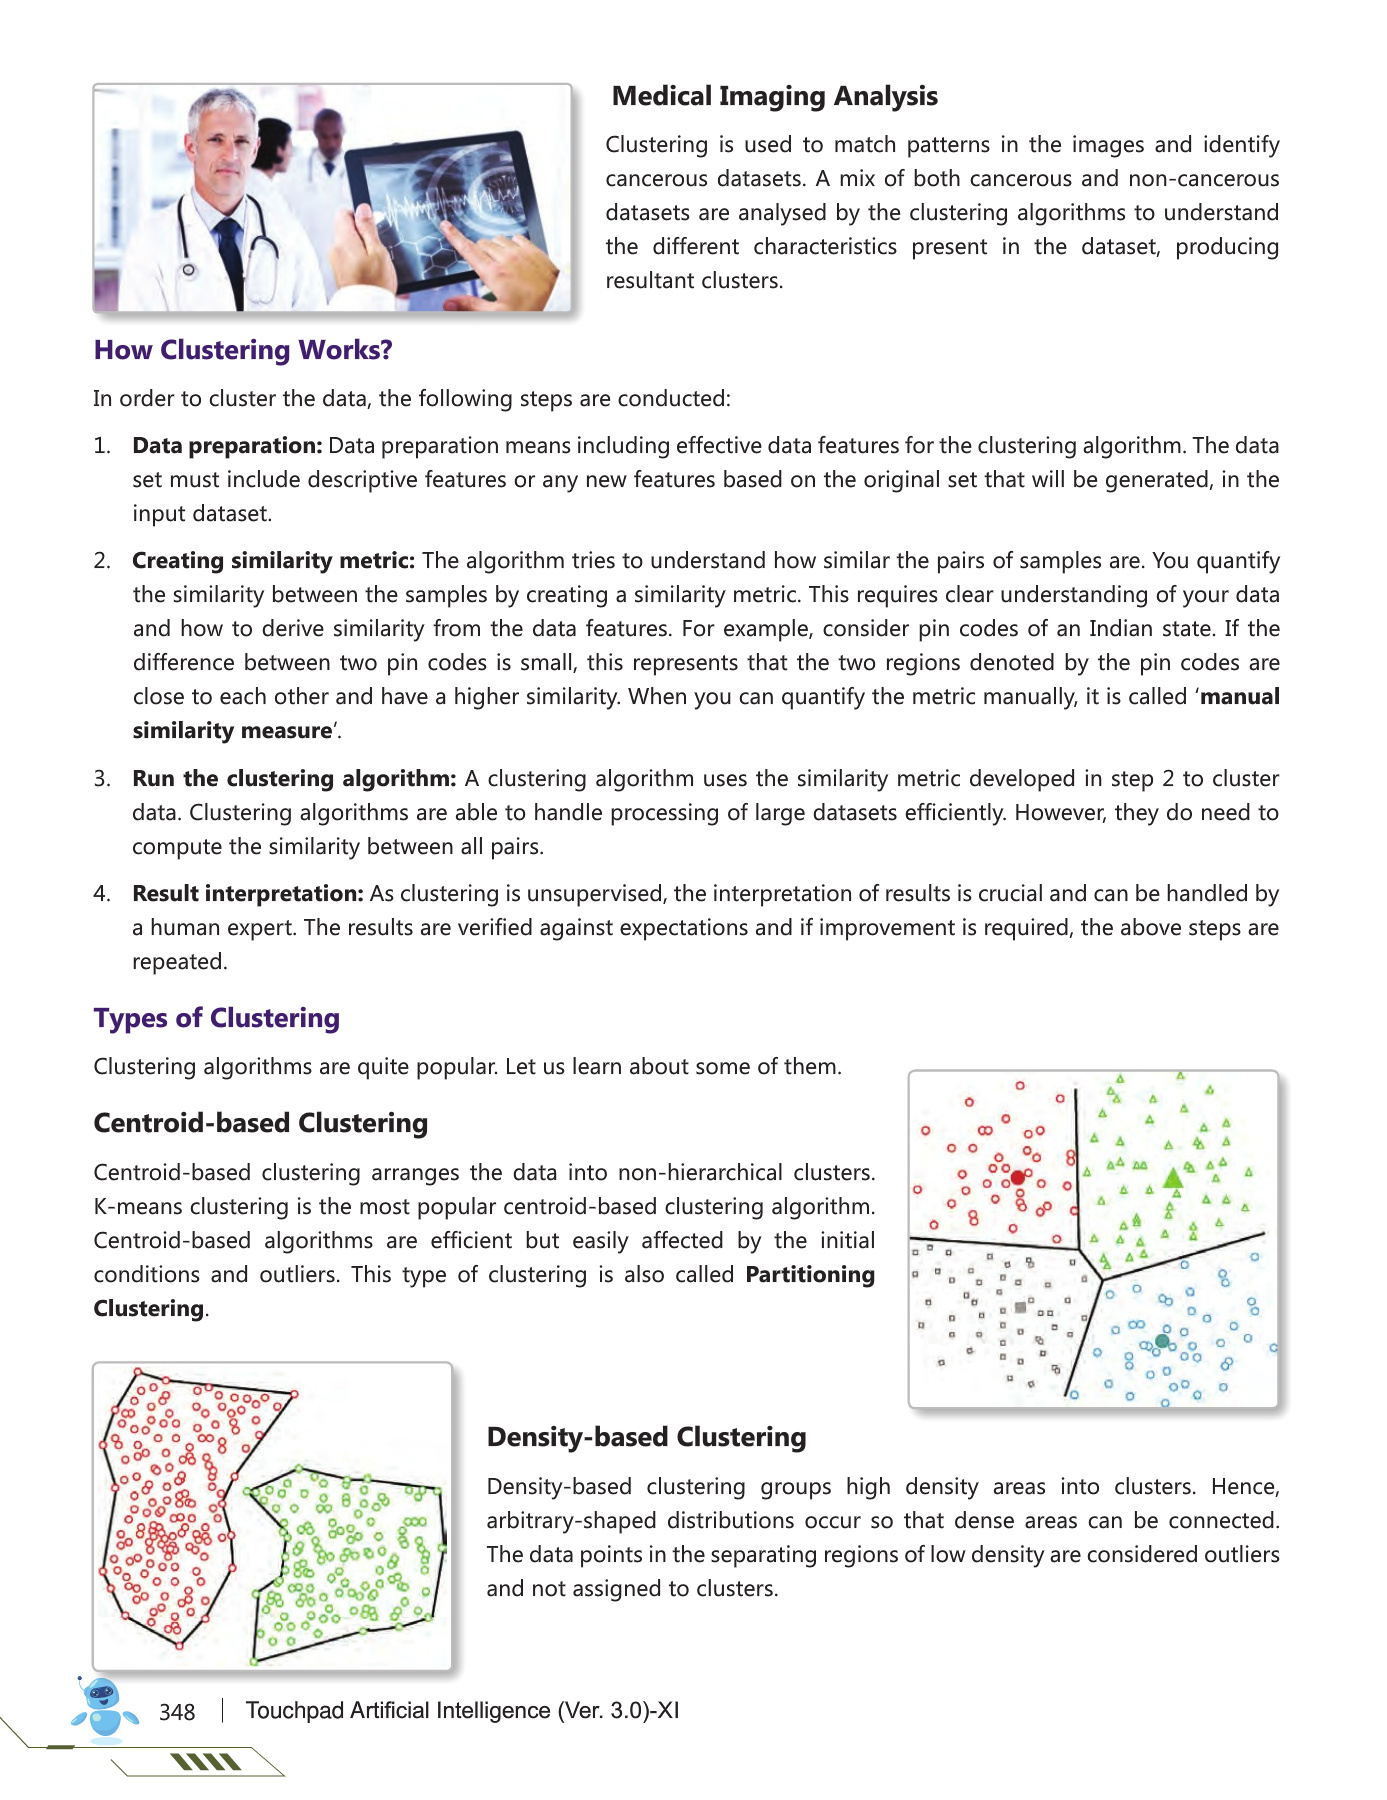 Medical Imaging Analysis
Clustering is used to match patterns in the images and identify
cancerous datasets. A mix of both cancerous and non-cancerous
datasets are analysed by the clustering algorithms to understand
the different characteristics present in the dataset, producing
resultant clusters.
How Clustering Works?
In order to cluster the data, the following steps are conducted:
1. Data preparation: Data preparation means including effective data features for the clustering algorithm. The data
set must include descriptive features or any new features based on the original set that will be generated, in the
input dataset.
2. Creating similarity metric: The algorithm tries to understand how similar the pairs of samples are. You quantify
the similarity between the samples by creating a similarity metric. This requires clear understanding of your data
and how to derive similarity from the data features. For example, consider pin codes of an Indian state. If the
difference between two pin codes is small, this represents that the two regions denoted by the pin codes are
close to each other and have a higher similarity. When you can quantify the metric manually, it is called ‘manual
similarity measure’.
3. Run the clustering algorithm: A clustering algorithm uses the similarity metric developed in step 2 to cluster
data. Clustering algorithms are able to handle processing of large datasets efficiently. However, they do need to
compute the similarity between all pairs.
4. Result interpretation: As clustering is unsupervised, the interpretation of results is crucial and can be handled by
a human expert. The results are verified against expectations and if improvement is required, the above steps are
repeated.
Types of Clustering
Clustering algorithms are quite popular. Let us learn about some of them.
Centroid-based Clustering
Centroid-based clustering arranges the data into non-hierarchical clusters.
K-means clustering is the most popular centroid-based clustering algorithm.
Centroid-based algorithms are efficient but easily affected by the initial
conditions and outliers. This type of clustering is also called Partitioning
Clustering.
Density-based Clustering
Density-based clustering groups high density areas into clusters. Hence,
arbitrary-shaped distributions occur so that dense areas can be connected.
The data points in the separating regions of low density are considered outliers
and not assigned to clusters.
348 | Touchpad Artificial Intelligence (Ver. 3.0)-XI